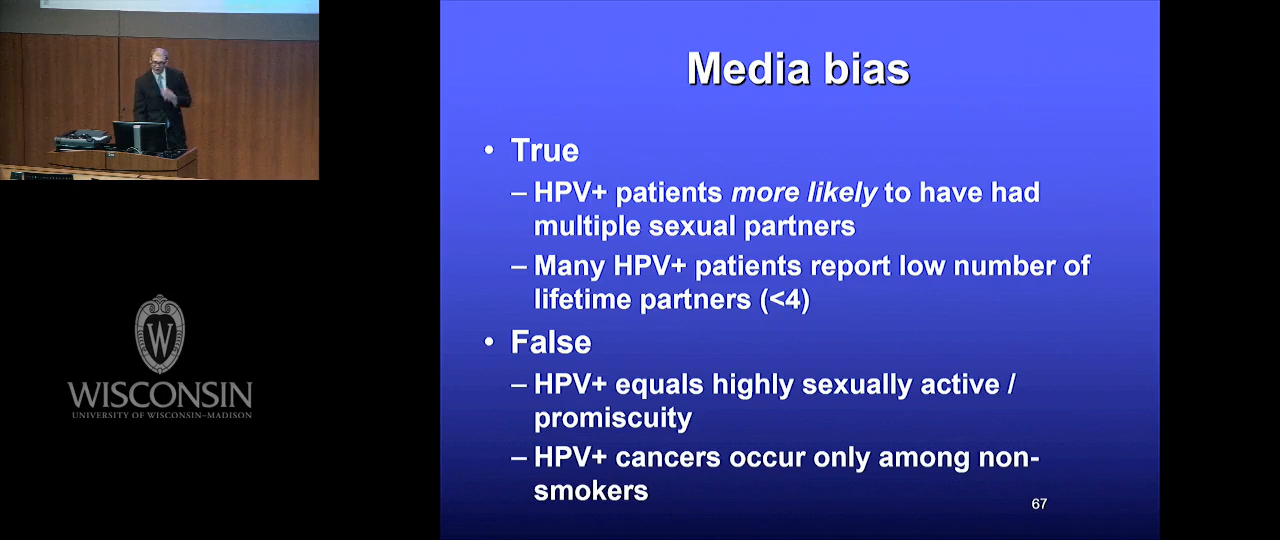 Media bias
• True
– HPV+ patients more likely to have had
multiple sexual partners
– Many HPV+ patients report low number of
lifetime partners (<4)
• False
– HPV+ equals highly sexually active /
promiscuity
– HPV+ cancers occur only among non-
smokers
67
W
WISCONSIN
UNIVERSITY OF WISCONSIN–MADISON